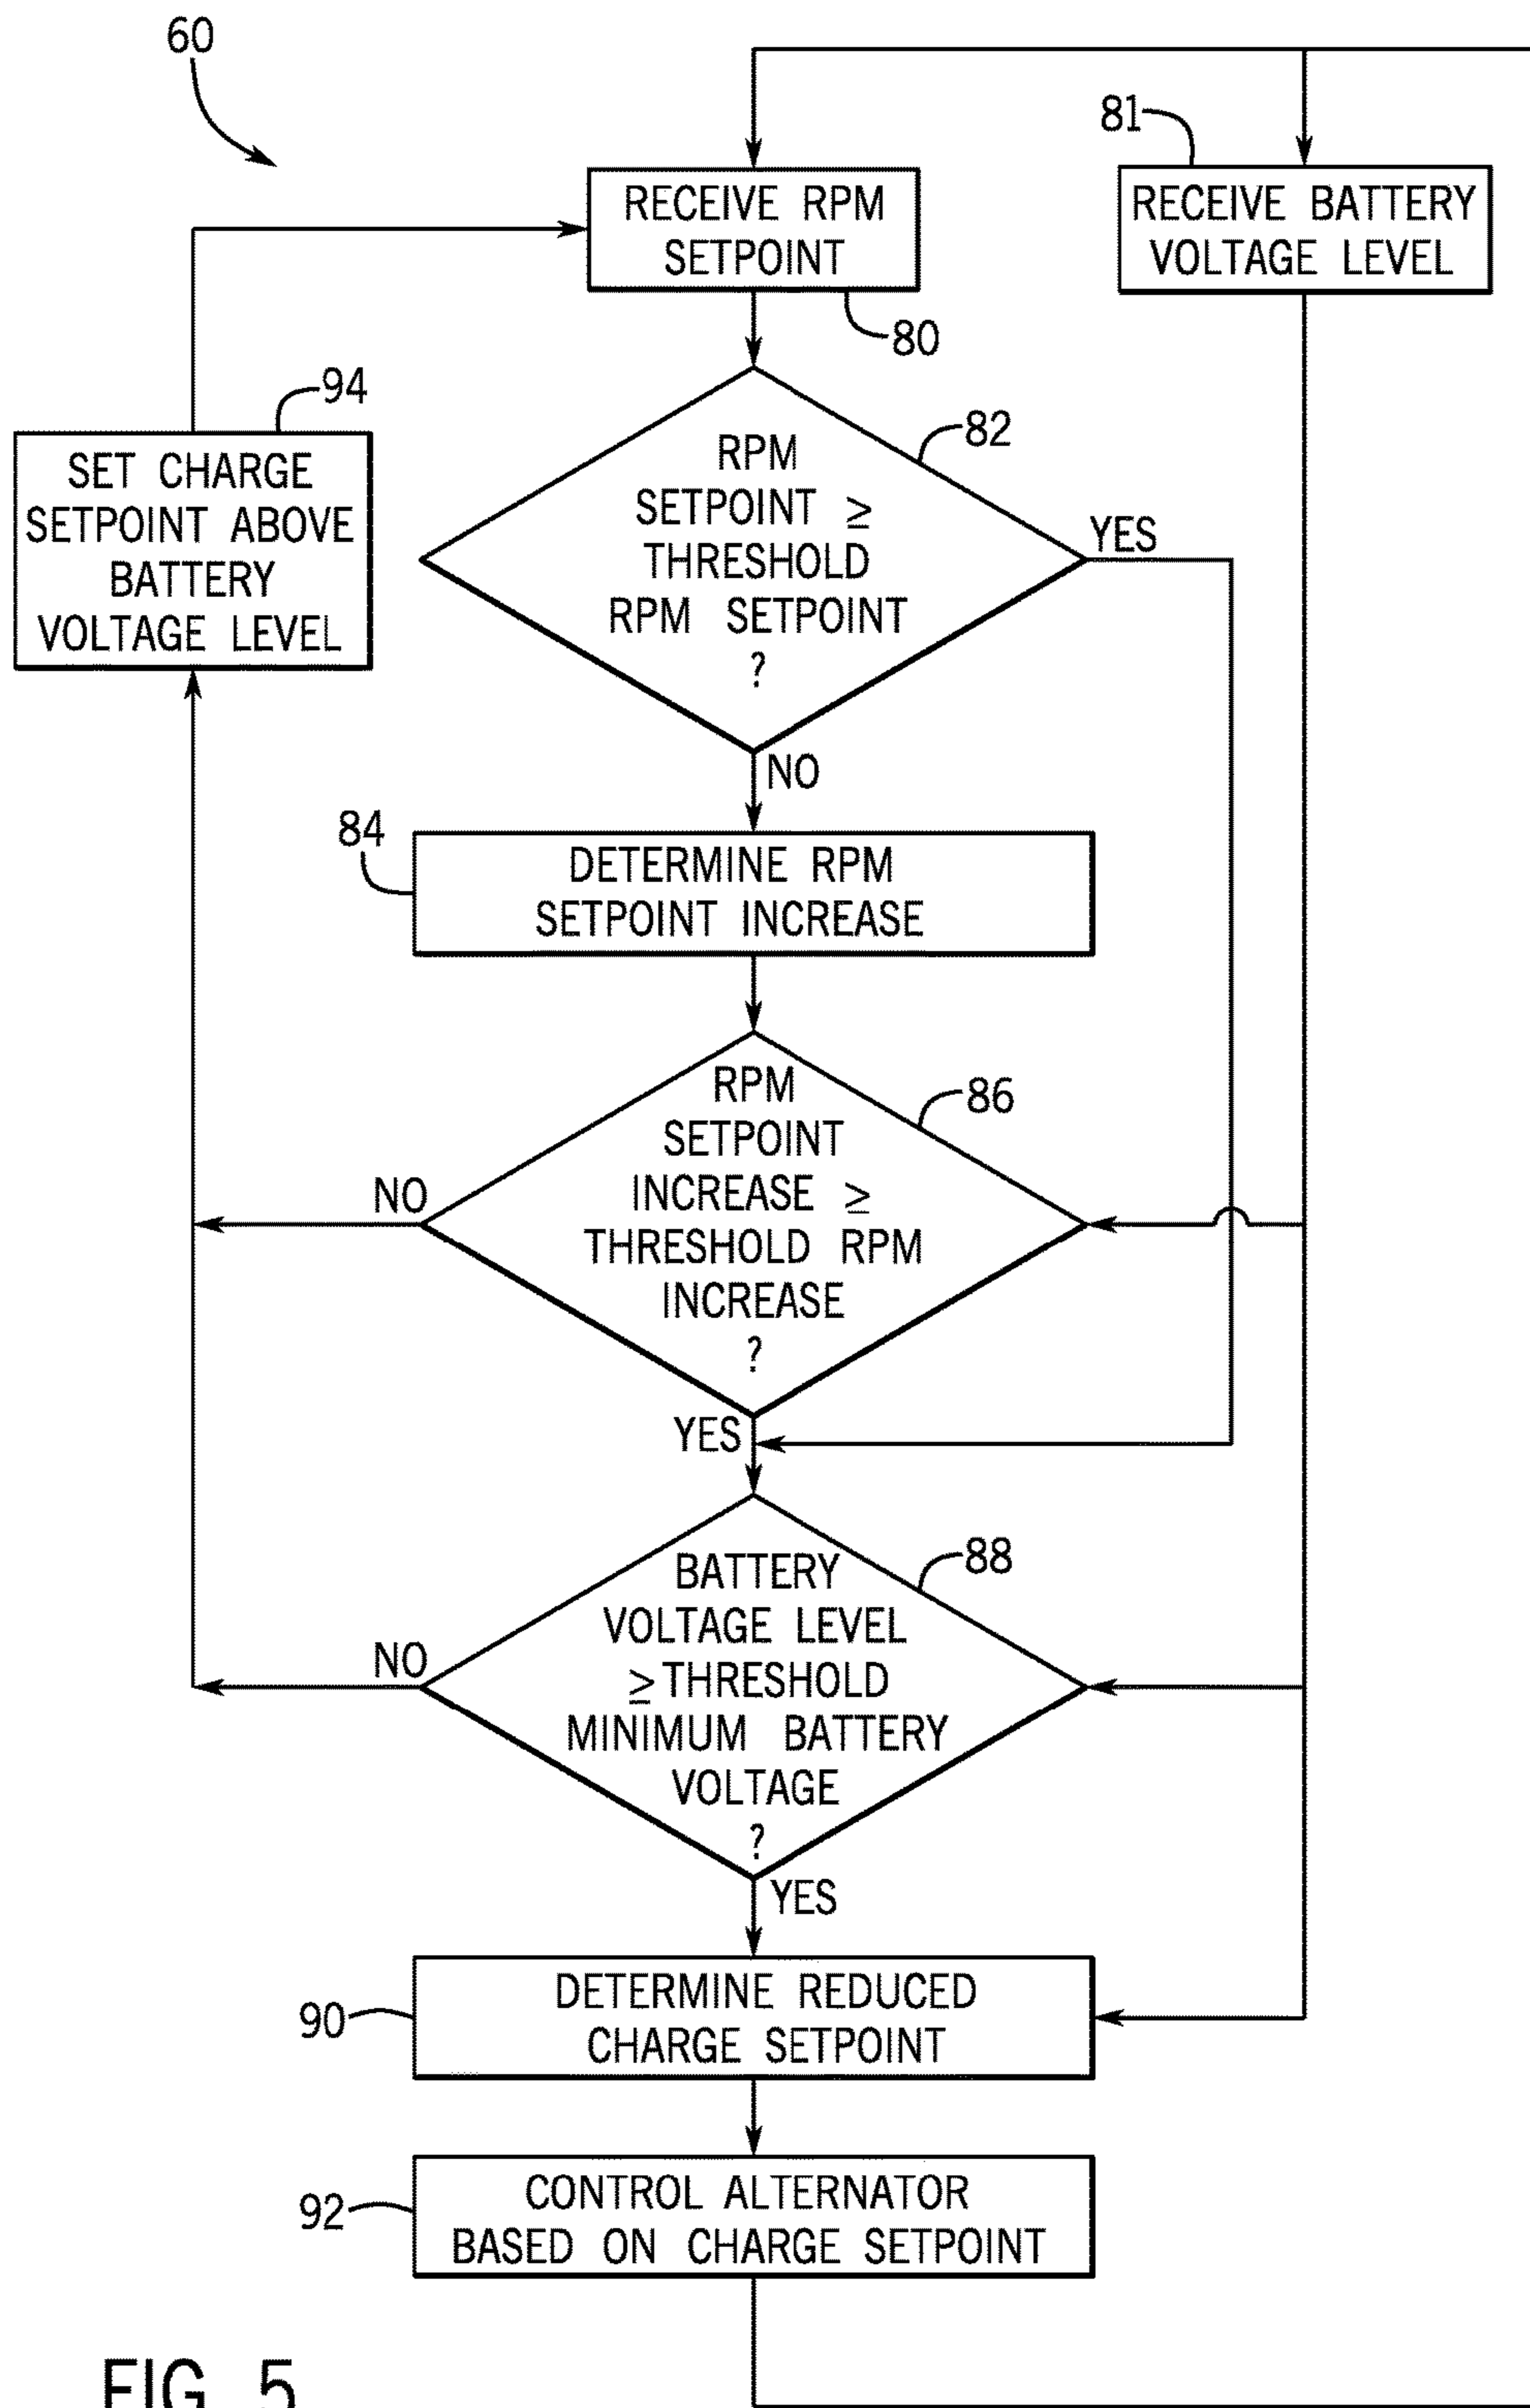 60
81
RECEIVE RPM
SETPOINT
80
RECEIVE BATTERY
VOLTAGE LEVEL
94
SET CHARGE
SETPOINT ABOVE
BATTERY
VOLTAGE LEVEL
82
RPM
SETPOINT ≥
THRESHOLD
RPM SETPOINT
?
YES
NO
84
DETERMINE RPM
SETPOINT INCREASE
86
RPM
SETPOINT
INCREASE ≥
THRESHOLD RPM
INCREASE
?
NO
YES
88
BATTERY
VOLTAGE LEVEL
≥ THRESHOLD
MINIMUM BATTERY
VOLTAGE
?
NO
YES
90
DETERMINE REDUCED
CHARGE SETPOINT
92
CONTROL ALTERNATOR
BASED ON CHARGE SETPOINT
FIG. 5